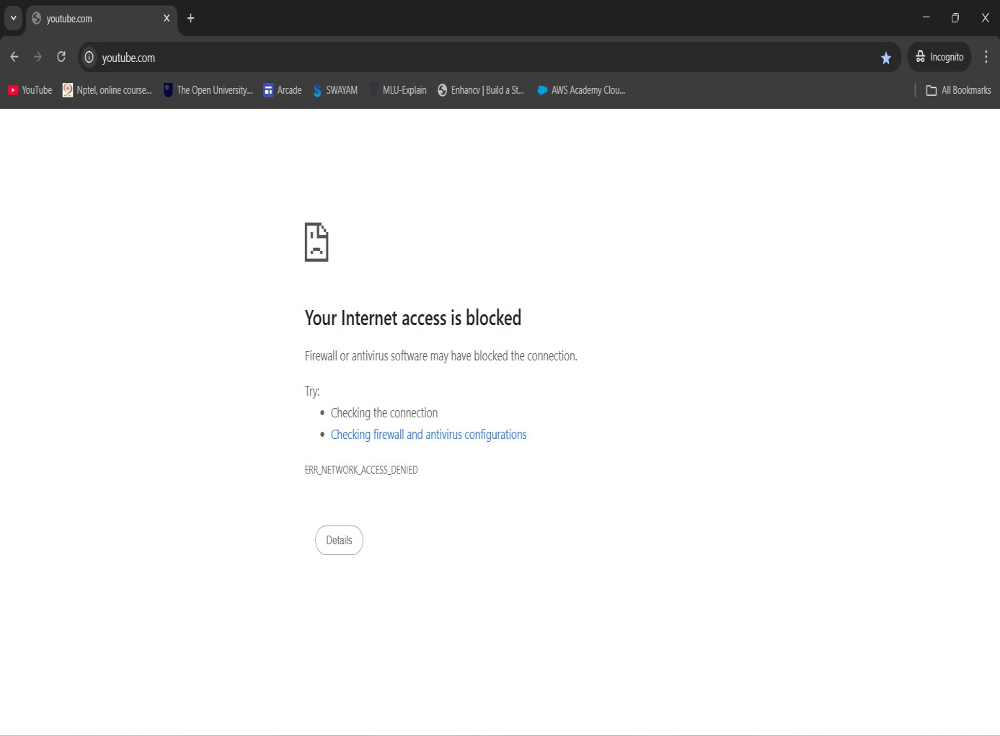 youtube.com
youtube.com
Incognito
YouTube Nptel, online course... The Open University... Arcade SWAYAM MLU-Explain Enhancv | Build a St... AWS Academy Clou... All Bookmarks
Your Internet access is blocked
Firewall or antivirus software may have blocked the connection.
Try:
• Checking the connection
• Checking firewall and antivirus configurations
ERR_NETWORK_ACCESS_DENIED
Details